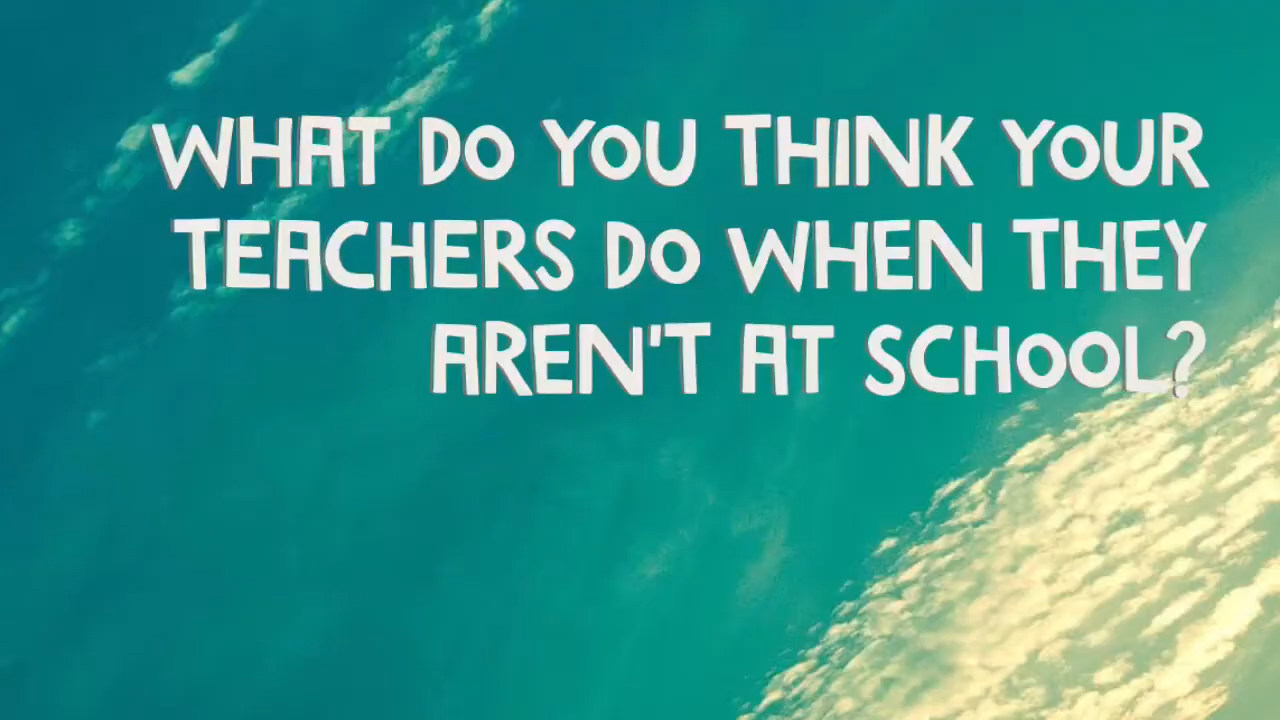 WHAT DO YOU THINK YOUR
TEACHERS DO WHEN THEY
AREN'T AT SCHOOL?